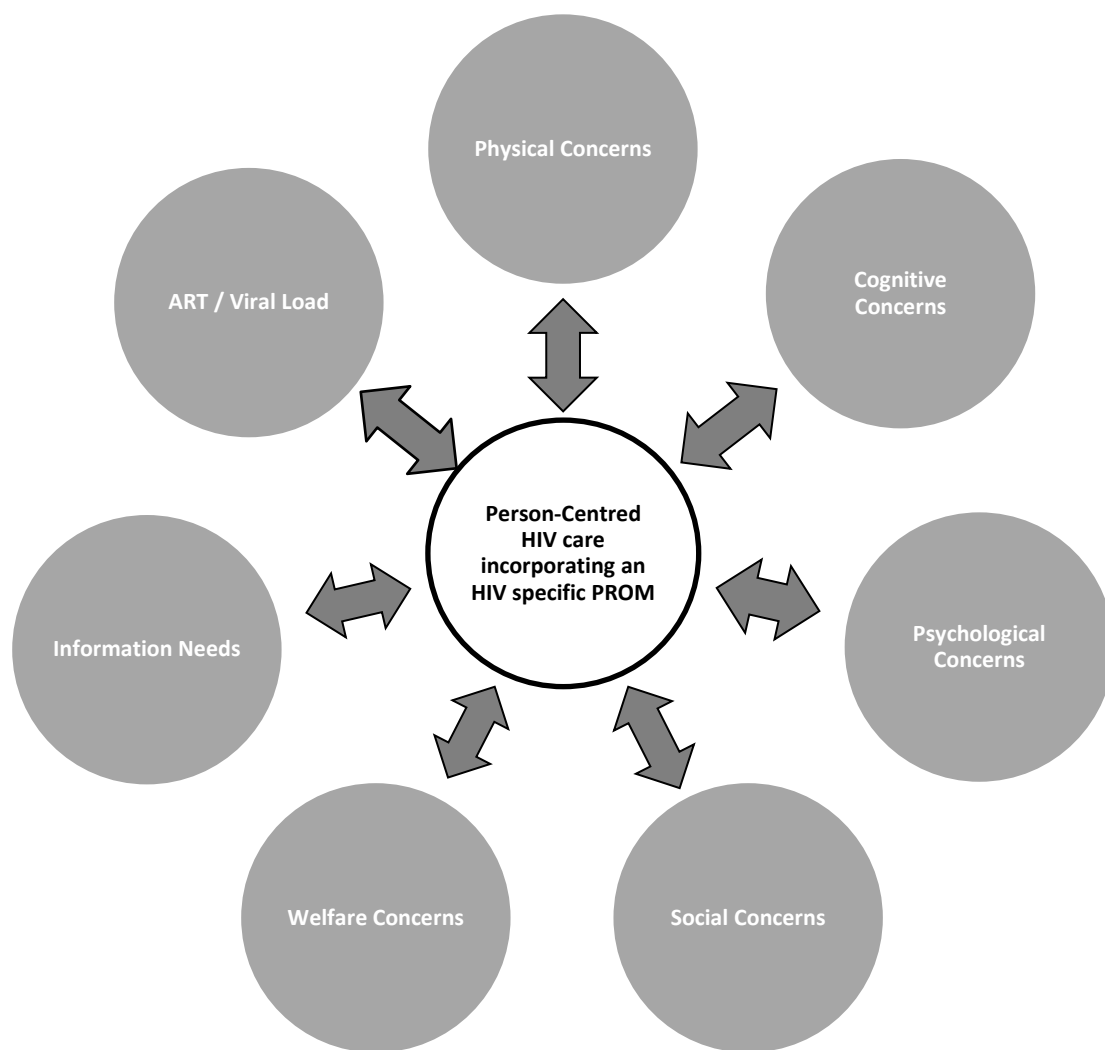 Physical Concerns
Cognitive
Concerns
ART / Viral Load
Person-Centred
HIV care
incorporating an
HIV specific PROM
Psychological
Concerns
Information Needs
Welfare Concerns
Social Concerns